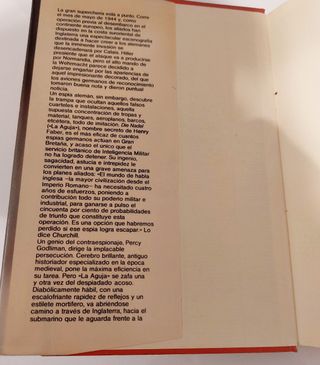 La gran superchería está a punto. Corre
el mes de mayo de 1944 y, como
operación previa al desembarco en el
continente europeo, los aliados han
dispuesto en la costa suroriental de
Inglaterra una espectacular escenografía
destinada a hacer creer a los alemanes
que la inminente invasión se
desencadenará por Calais. Hitler
presiente que el ataque va a producirse
por Normandía, pero el alto mando de
la Wehrmacht parece decidido a
dejarse engañar por las apariencias de
aquel impresionante decorado, del que
los aviones germanos de reconocimiento
tomaron buena nota y dieron puntual
noticia.
Un espía alemán, sin embargo, descubre
la trampa que ocultan aquellos falsos
cuarteles e instalaciones, aquella
supuesta concentración de tropas y
material, tanques, aeroplanos, barcos,
etcétera, todo de imitación. De Nadel
(«La Aguja»), nombre secreto de Henry
Faber, es el más eficaz de cuantos
espías germanos actúan en Gran
Bretaña, y acaso el único que el
servicio británico de Inteligencia Militar
no ha logrado detener. Su ingenio,
sagacidad, astucia e intrepidez le
convierten en una grave amenaza para
los planes aliados: «El mundo de habla
inglesa —la mayor civilización desde el
Imperio Romano— ha necesitado cuatro
años de esfuerzos, poniendo a
contribución todo su poderío militar e
industrial, para ganarse a pulso el
cincuenta por ciento de probabilidades
de triunfo que constituye esta
operación. Es una opción que habremos
perdido si ese espía logra escapar.» Lo
dice Churchill.
Un genio del contraespionaje, Percy
Godliman, dirige la implacable
persecución. Cerebro brillante, antiguo
historiador especializado en la época
medieval, pone la máxima eficiencia en
su tarea. Pero «La Aguja» se zafa una
y otra vez del despiadado acoso.
Diabólicamente hábil, con una
escalofriante rapidez de reflejos y un
estilete mortífero, va abriéndose
camino a través de Inglaterra, hacia el
submarino que le aguarda frente a la